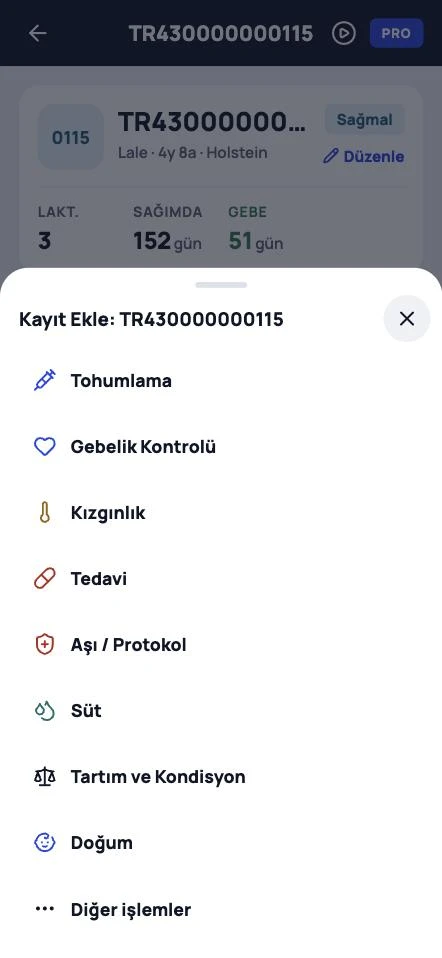 TR430000000115
PRO
0115
TR43000000...
Sağmal
Lale · 4y 8a · Holstein
Düzenle
LAKT.
SAĞIMDA
GEBE
3
152 gün
51 gün
Kayıt Ekle: TR430000000115
Tohumlama
Gebelik Kontrolü
Kızgınlık
Tedavi
Aşı / Protokol
Süt
Tartım ve Kondisyon
Doğum
Diğer işlemler